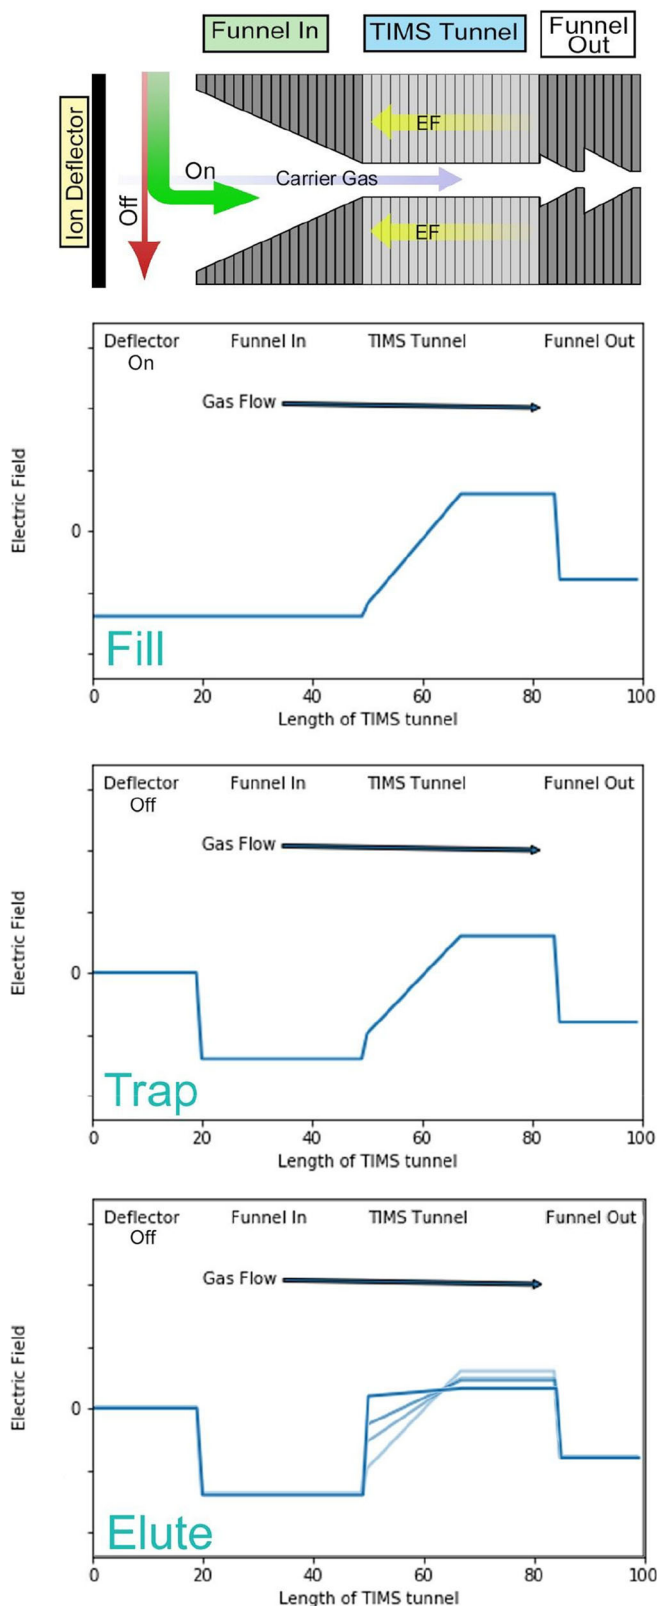 Funnel In
TIMS Tunnel
Funnel
Out
Ion Deflector
Off
On
EF
Carrier Gas
EF
Deflector
On
Funnel In
TIMS Tunnel
Funnel Out
Gas Flow
Electric Field
0
Fill
0
20
40
60
80
100
Length of TIMS tunnel
Deflector
Off
Funnel In
TIMS Tunnel
Funnel Out
Gas Flow
Electric Field
0
Trap
0
20
40
60
80
100
Length of TIMS tunnel
Deflector
Off
Funnel In
TIMS Tunnel
Funnel Out
Gas Flow
Electric Field
0
Elute
0
20
40
60
80
100
Length of TIMS tunnel